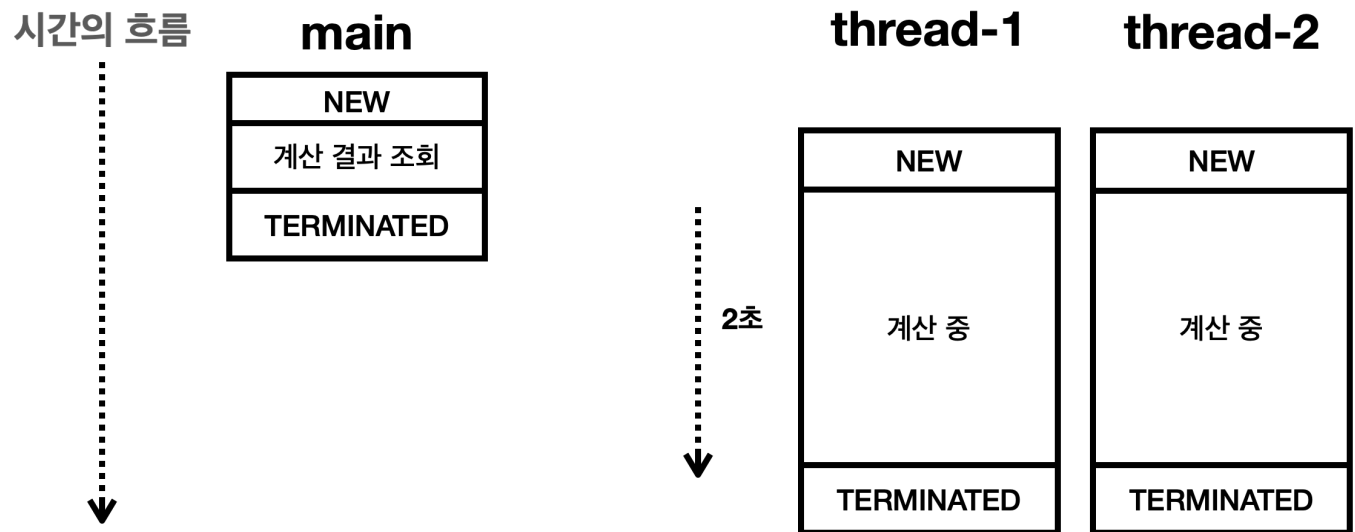 시간의 흐름
main
thread-1
thread-2
NEW
계산 결과 조회
TERMINATED
2초
NEW
계산 중
TERMINATED
NEW
계산 중
TERMINATED